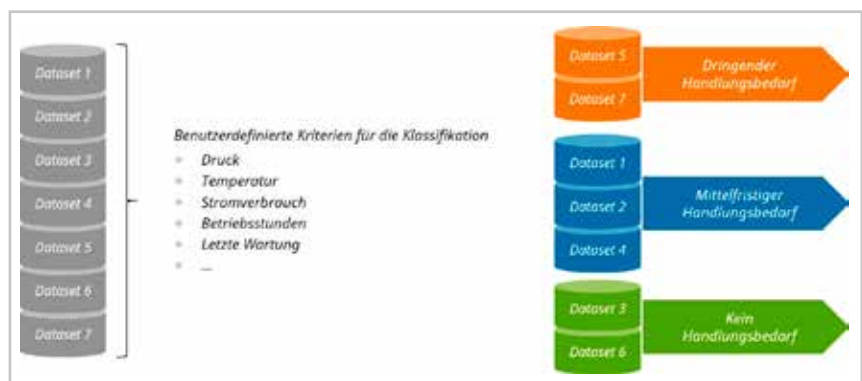 Dataset 1
Dataset 2
Dataset 3
Dataset 4
Dataset 5
Dataset 6
Dataset 7
Benutzerdefinierte Kriterien für die Klassifikation
Druck
Temperatur
Stromverbrauch
Betriebsstunden
Letzte Wartung
...
Dataset 5
Dataset 7
Dringender
Handlungsbedarf
Dataset 1
Dataset 2
Dataset 4
Mittelfristiger
Handlungsbedarf
Dataset 3
Dataset 6
Kein
Handlungsbedarf